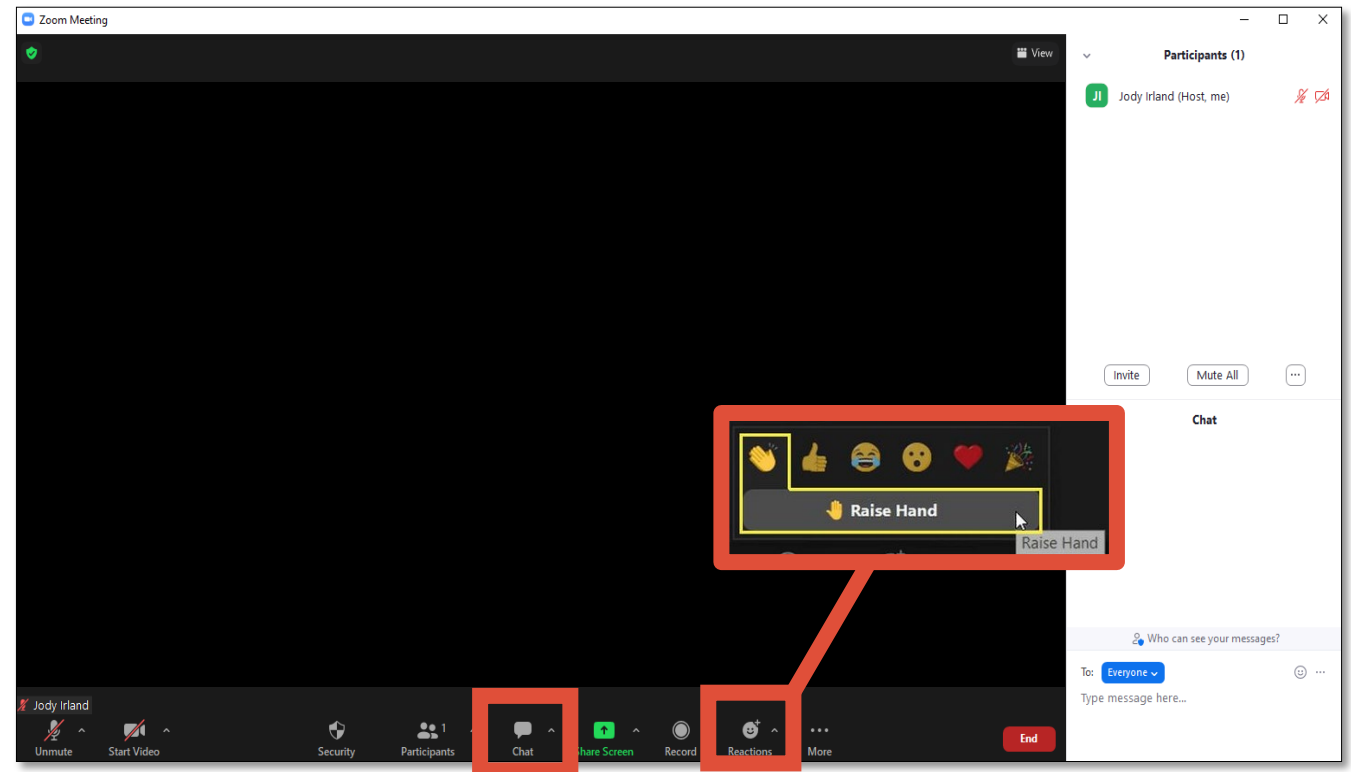 Zoom Meeting
View
Participants (1)
JI
Jody Irland (Host, me)
Invite
Mute All
Chat
Raise Hand
Raise Hand
Who can see your messages?
To: Everyone
Type message here...
Jody Irland
Unmute
Start Video
Security
1
Participants
Chat
Share Screen
Record
Reactions
More
End